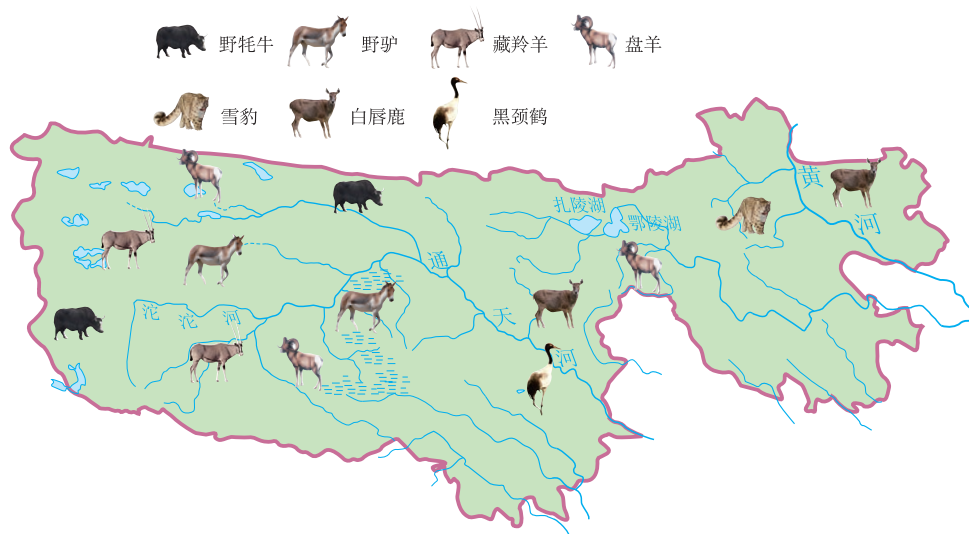 野牦牛 野驴 藏羚羊 盘羊
雪豹 白唇鹿 黑颈鹤
黄
河
扎陵湖
鄂陵湖
通
天
河
沱 沱 河